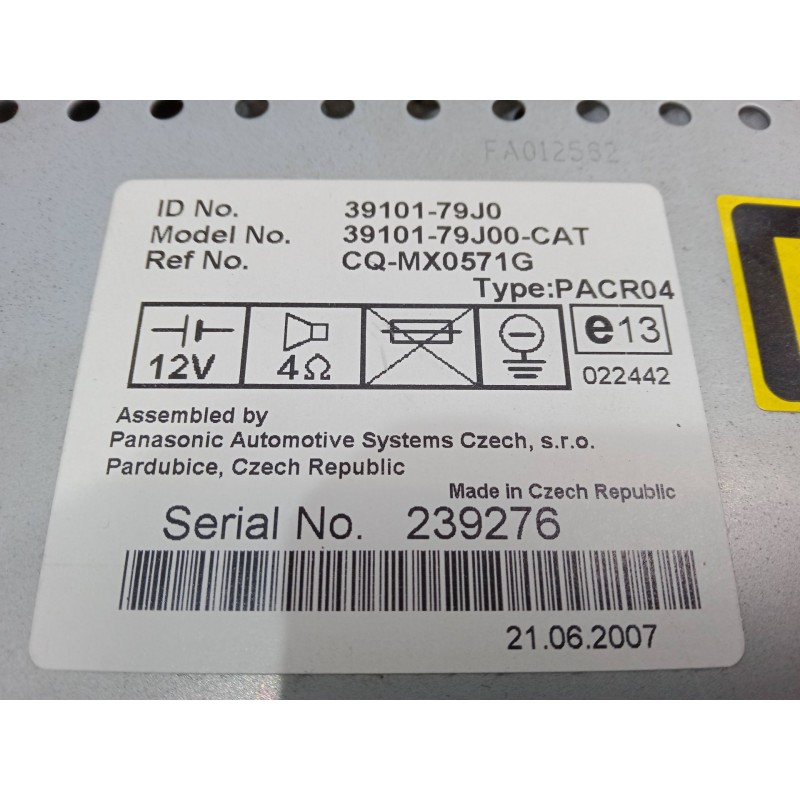 FA012582
ID No. 39101-79J0
Model No. 39101-79J00-CAT
Ref No. CQ-MX0571G
Type:PACR04
12V 4Ω e13
022442
Assembled by
Panasonic Automotive Systems Czech, s.r.o.
Pardubice, Czech Republic
Made in Czech Republic
Serial No. 239276
21.06.2007